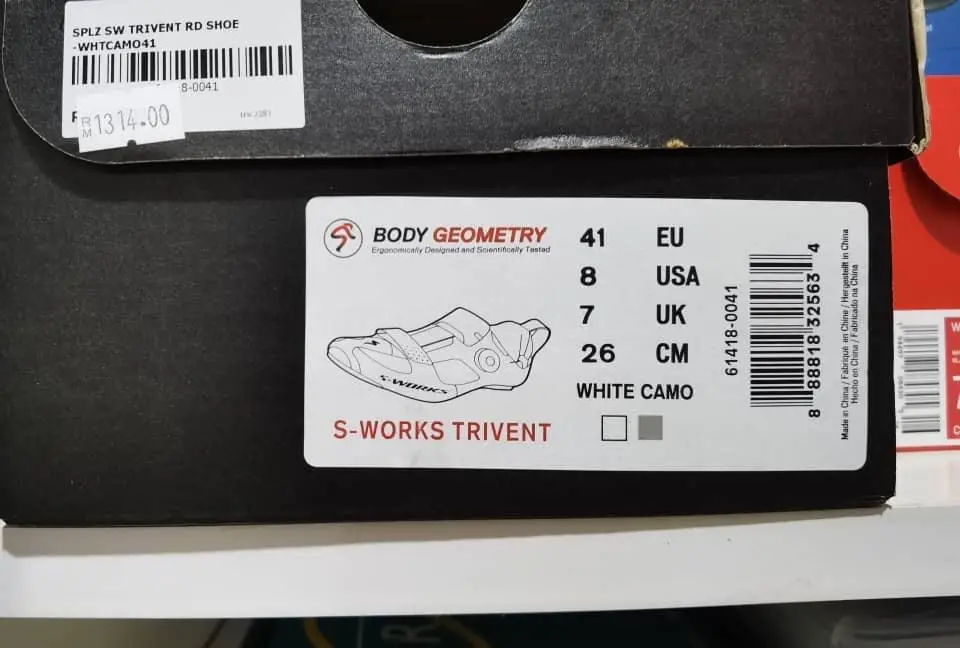 SPLZ SW TRIVENT RD SHOE
-WHTCAMO41
8-0041
RM1314.00
BODY GEOMETRY
Ergonomically Designed and Scientifically Tested
41 EU
8 USA
7 UK
26 CM
WHITE CAMO
S-WORKS
S-WORKS TRIVENT
61418-0041
8 88818 32563 4
Made in China / Fabriqué en Chine / Hergestellt in China
Hecho en China / Fabricado na China